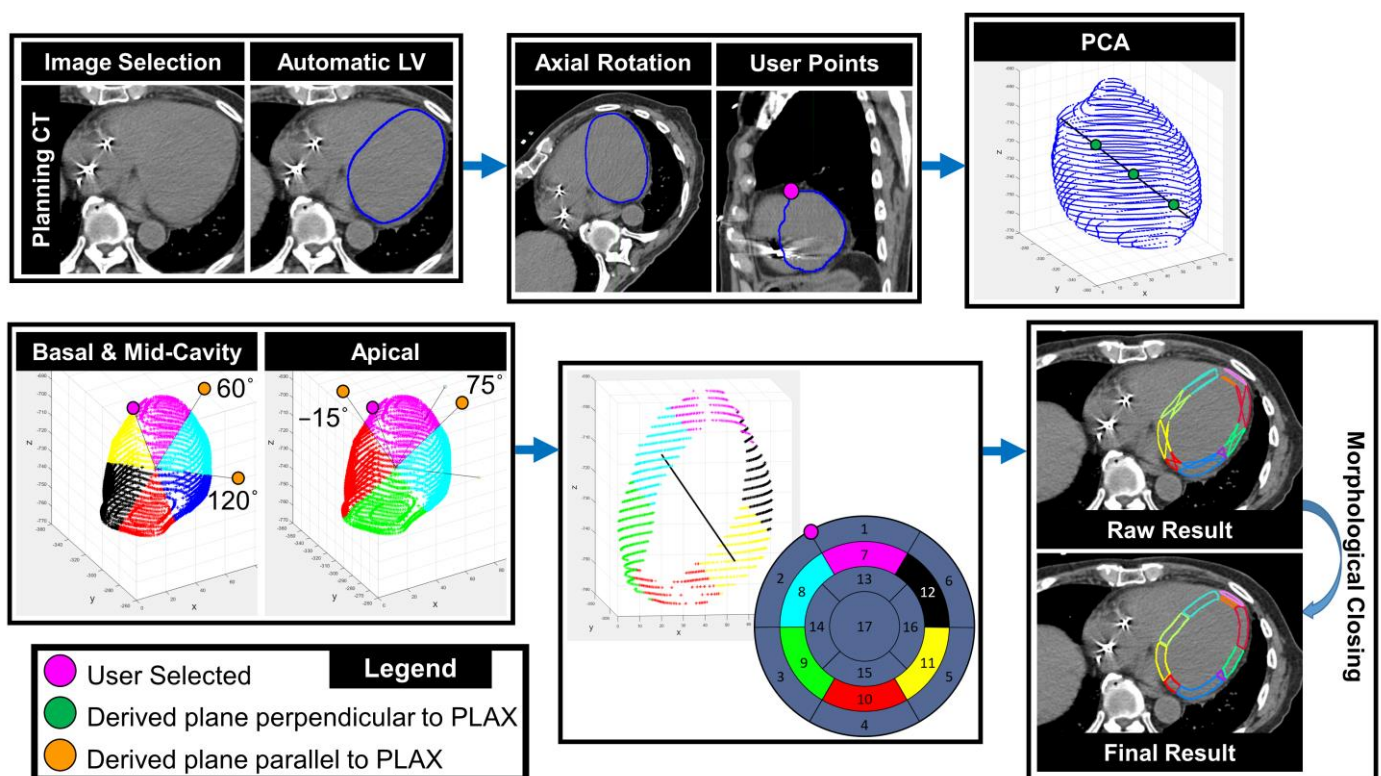 Planning CT
Image Selection
Automatic LV
Axial Rotation
User Points
PCA
z
y
x
Basal & Mid-Cavity
60°
120°
z
y
x
Apical
−15°
75°
z
y
x
z
y
x
1
2
3
4
5
6
7
8
9
10
11
12
13
14
15
16
17
Raw Result
Morphological Closing
Final Result
Legend
User Selected
Derived plane perpendicular to PLAX
Derived plane parallel to PLAX